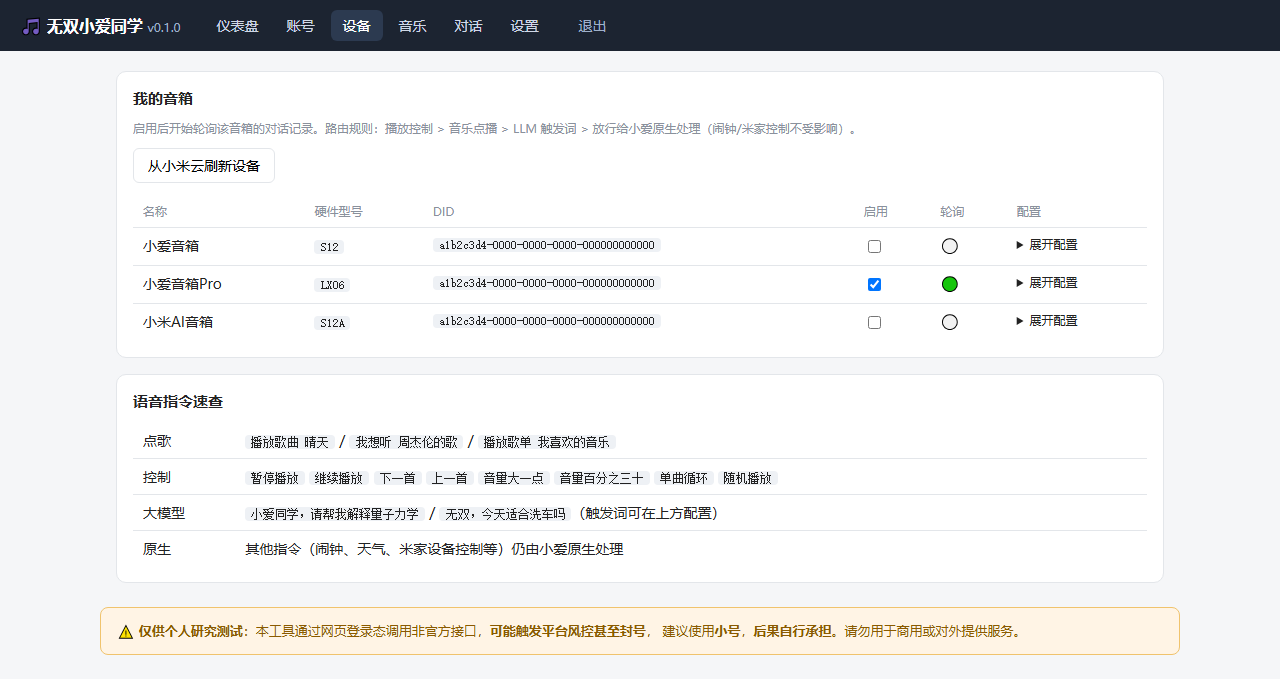 无双小爱同学 v0.1.0 仪表盘 账号 设备 音乐 对话 设置 退出
我的音箱
启用后开始轮询该音箱的对话记录。路由规则：播放控制 > 音乐点播 > LLM 触发词 > 放行给小爱原生处理（闹钟/米家控制不受影响）。
从小米云刷新设备
名称 硬件型号 DID 启用 轮询 配置
小爱音箱 S12 a1b2c3d4-0000-0000-0000-000000000000 展开配置
小爱音箱Pro LX06 a1b2c3d4-0000-0000-0000-000000000000 展开配置
小米AI音箱 S12A a1b2c3d4-0000-0000-0000-000000000000 展开配置
语音指令速查
点歌 播放歌曲 晴天 / 我想听 周杰伦的歌 / 播放歌单 我喜欢的音乐
控制 暂停播放 继续播放 下一首 上一首 音量大一点 音量百分之三十 单曲循环 随机播放
大模型 小爱同学，请帮我解释量子力学 / 无双，今天适合洗车吗 （触发词可在上方配置）
原生 其他指令（闹钟、天气、米家设备控制等）仍由小爱原生处理
仅供个人研究测试：本工具通过网页登录态调用非官方接口，可能触发平台风控甚至封号， 建议使用小号，后果自行承担。请勿用于商用或对外提供服务。